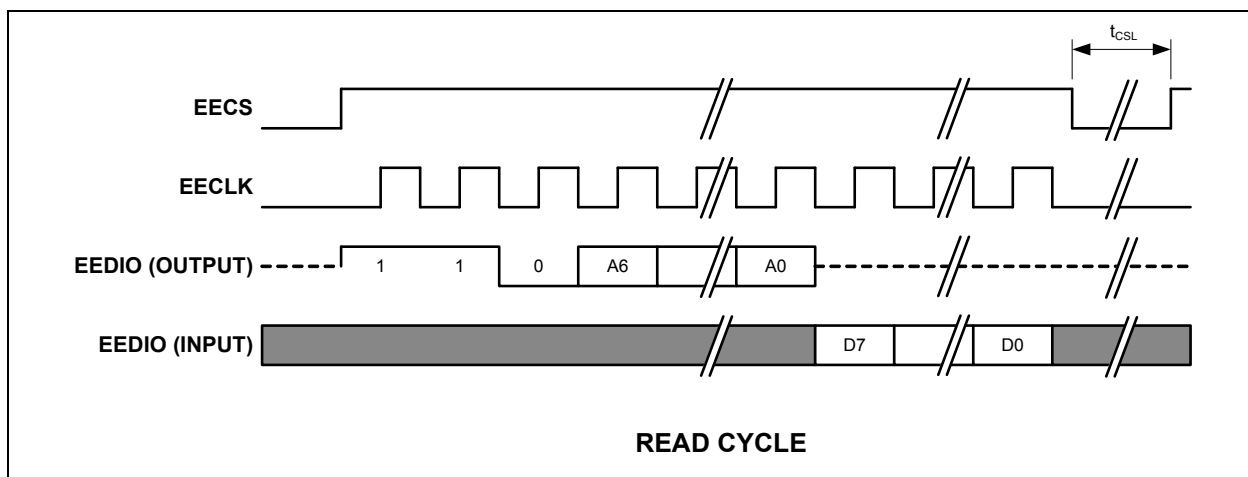 tCSL
EECS
EECLK
EEDIO (OUTPUT) 1 1 0 A6 A0
EEDIO (INPUT) D7 D0
READ CYCLE